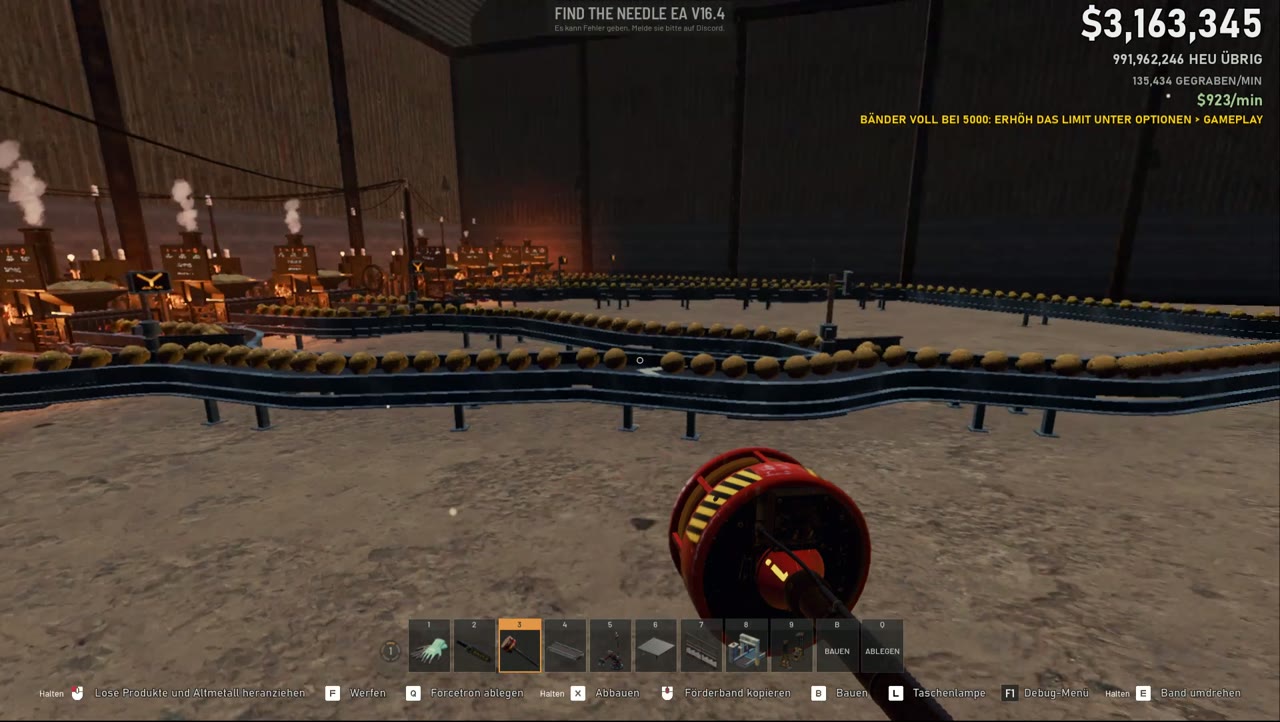 FIND THE NEEDLE EA V16.4
Es kann Fehler geben. Melde sie bitte auf Discord.
$3,163,345
991,962,246 HEU ÜBRIG
135,434 GEGRABEN/MIN
$923/min
BÄNDER VOLL BEI 5000: ERHÖH DAS LIMIT UNTER OPTIONEN > GAMEPLAY
1
1 2 3 4 5 6 7 8 9 B Q
BAUEN ABLEGEN
Halten Lose Produkte und Altmetall heranziehen F Werfen Q Forcetron ablegen Halten X Abbauen Förderband kopieren B Bauen L Taschenlampe F1 Debug-Menü Halten E Band umdrehen